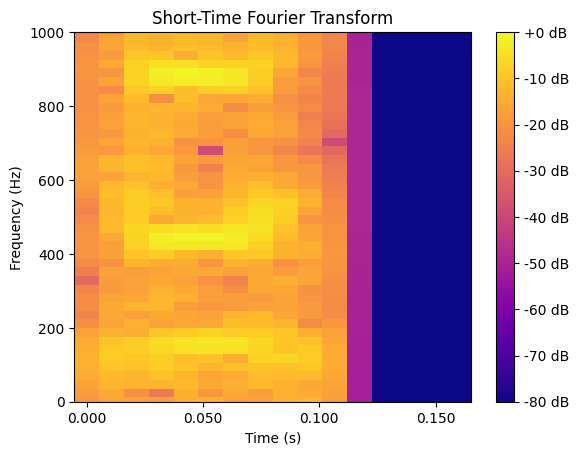 Short-Time Fourier Transform
1000
800
600
400
200
0
Frequency (Hz)
0.000
0.050
0.100
0.150
Time (s)
+0 dB
-10 dB
-20 dB
-30 dB
-40 dB
-50 dB
-60 dB
-70 dB
-80 dB